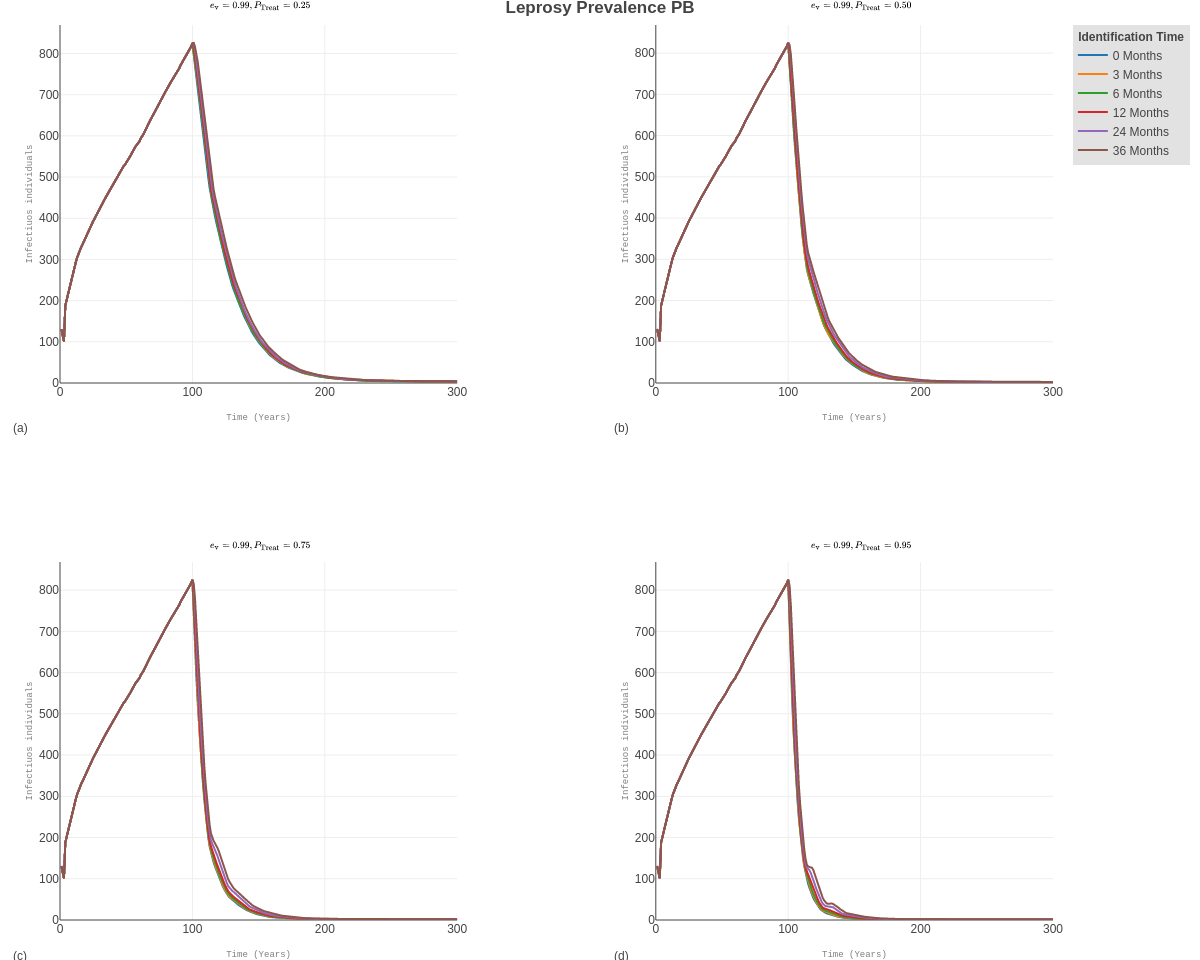 Leprosy Prevalence PB
e_v = 0.99, P_Treat = 0.25
e_v = 0.99, P_Treat = 0.50
Identification Time
0 Months
3 Months
6 Months
12 Months
24 Months
36 Months
800
700
600
500
400
300
200
100
0
Infectiuos individuals
0 100 200 300
Time (Years)
(a)
800
700
600
500
400
300
200
100
0
Infectiuos individuals
0 100 200 300
Time (Years)
(b)
e_v = 0.99, P_Treat = 0.75
e_v = 0.99, P_Treat = 0.95
800
700
600
500
400
300
200
100
0
Infectiuos individuals
0 100 200 300
Time (Years)
(c)
800
700
600
500
400
300
200
100
0
Infectiuos individuals
0 100 200 300
Time (Years)
(d)